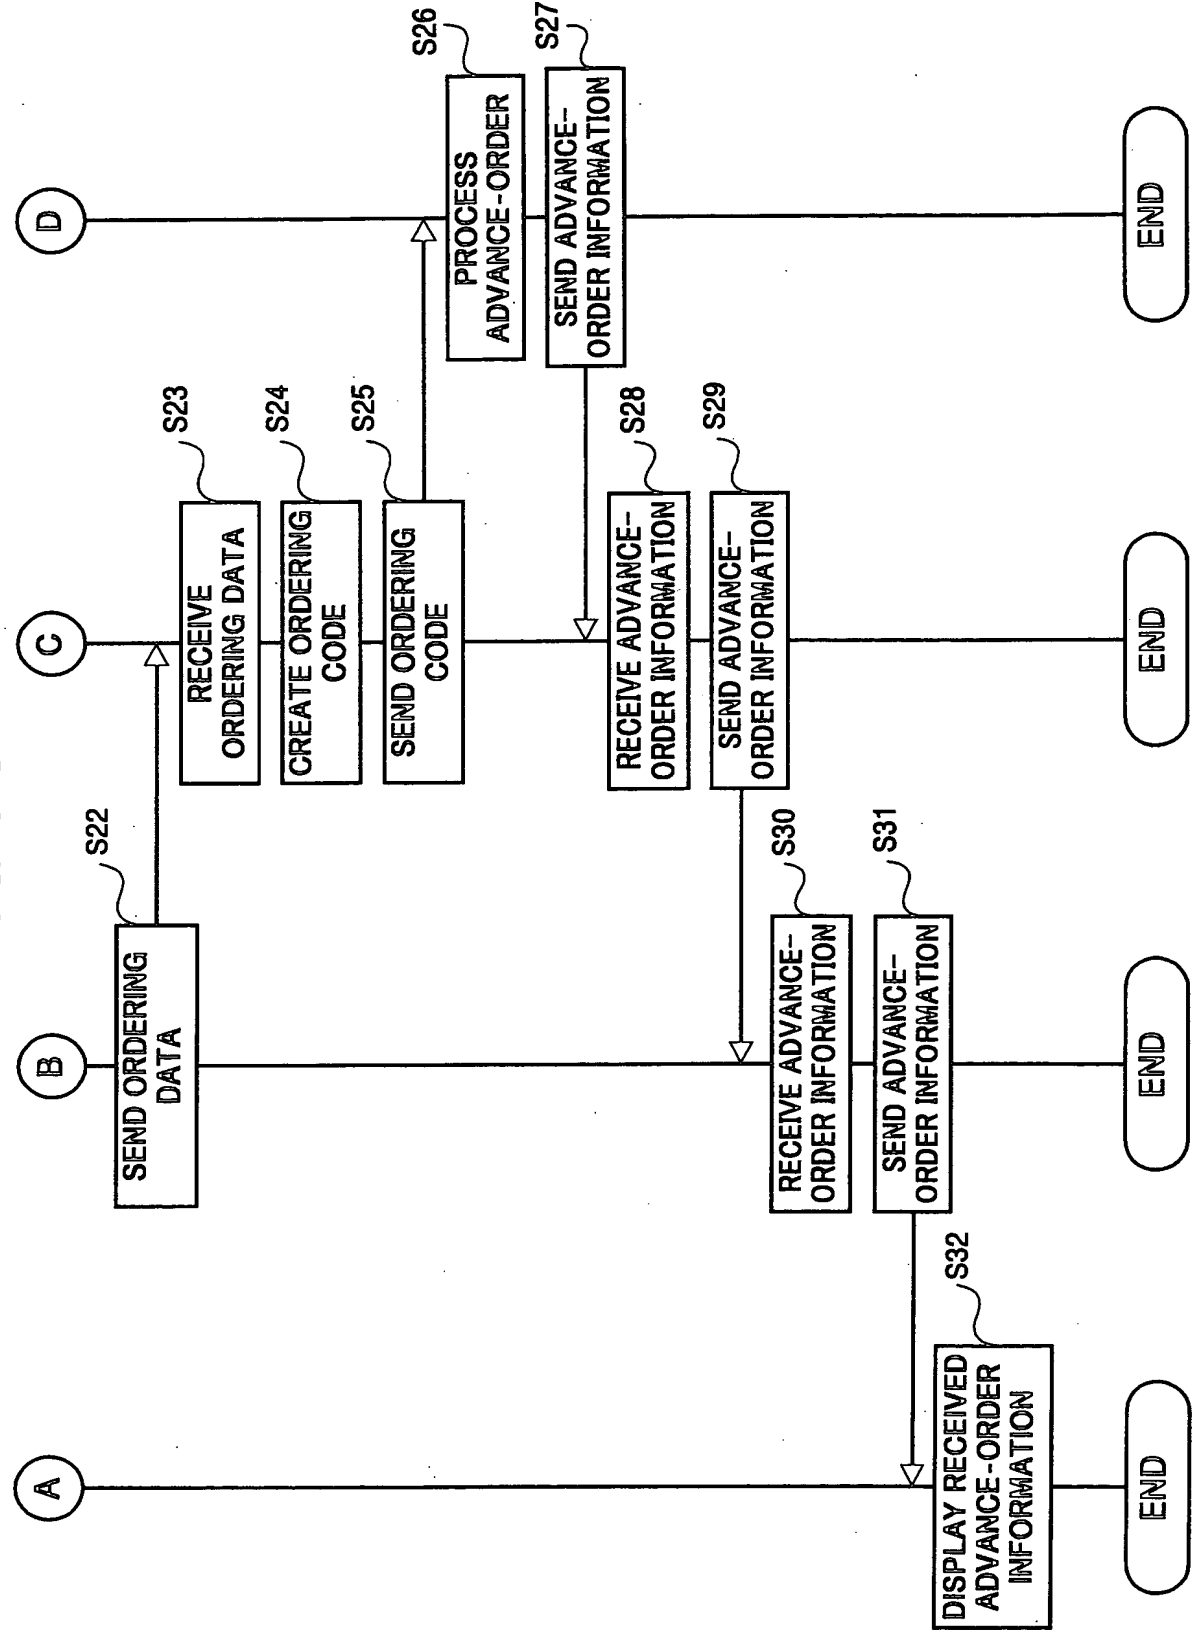 A
B
C
D
SEND ORDERING
DATA
S22
RECEIVE
ORDERING DATA
S23
CREATE ORDERING
CODE
S24
SEND ORDERING
CODE
S25
PROCESS
ADVANCE-ORDER
S26
SEND ADVANCE-
ORDER INFORMATION
S27
RECEIVE ADVANCE-
ORDER INFORMATION
S28
SEND ADVANCE-
ORDER INFORMATION
S29
RECEIVE ADVANCE-
ORDER INFORMATION
S30
SEND ADVANCE-
ORDER INFORMATION
S31
DISPLAY RECEIVED
ADVANCE-ORDER
INFORMATION
S32
END
END
END
END